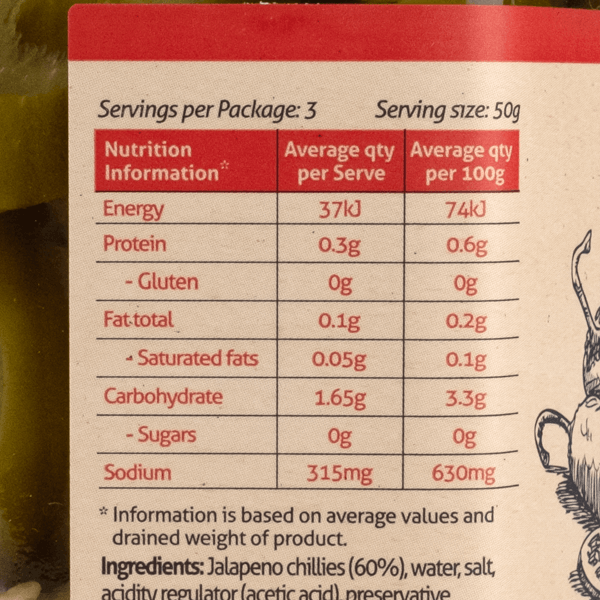 Servings per Package: 3 Serving size: 50g
Nutrition Information* Average qty per Serve Average qty per 100g
Energy 37kJ 74kJ
Protein 0.3g 0.6g
- Gluten 0g 0g
Fat total 0.1g 0.2g
- Saturated fats 0.05g 0.1g
Carbohydrate 1.65g 3.3g
- Sugars 0g 0g
Sodium 315mg 630mg
* Information is based on average values and
drained weight of product.
Ingredients: Jalapeno chillies (60%), water, salt,
acidity regulator (acetic acid), preservative